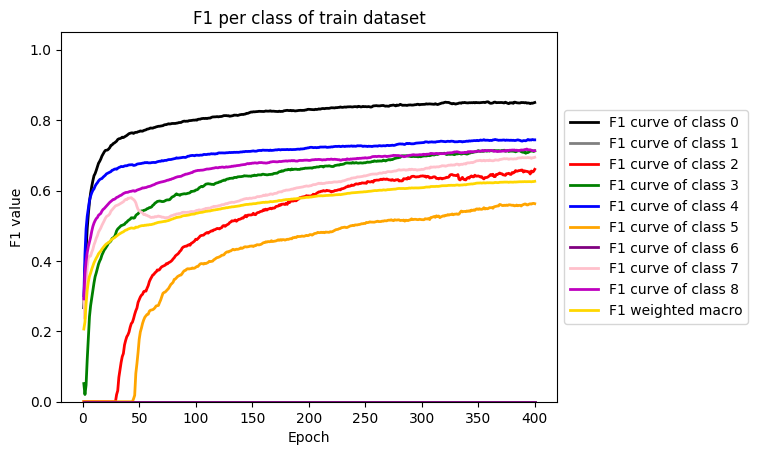 F1 per class of train dataset
F1 value
1.0
0.8
0.6
0.4
0.2
0.0
0
50
100
150
200
250
300
350
400
Epoch
F1 curve of class 0
F1 curve of class 1
F1 curve of class 2
F1 curve of class 3
F1 curve of class 4
F1 curve of class 5
F1 curve of class 6
F1 curve of class 7
F1 curve of class 8
F1 weighted macro